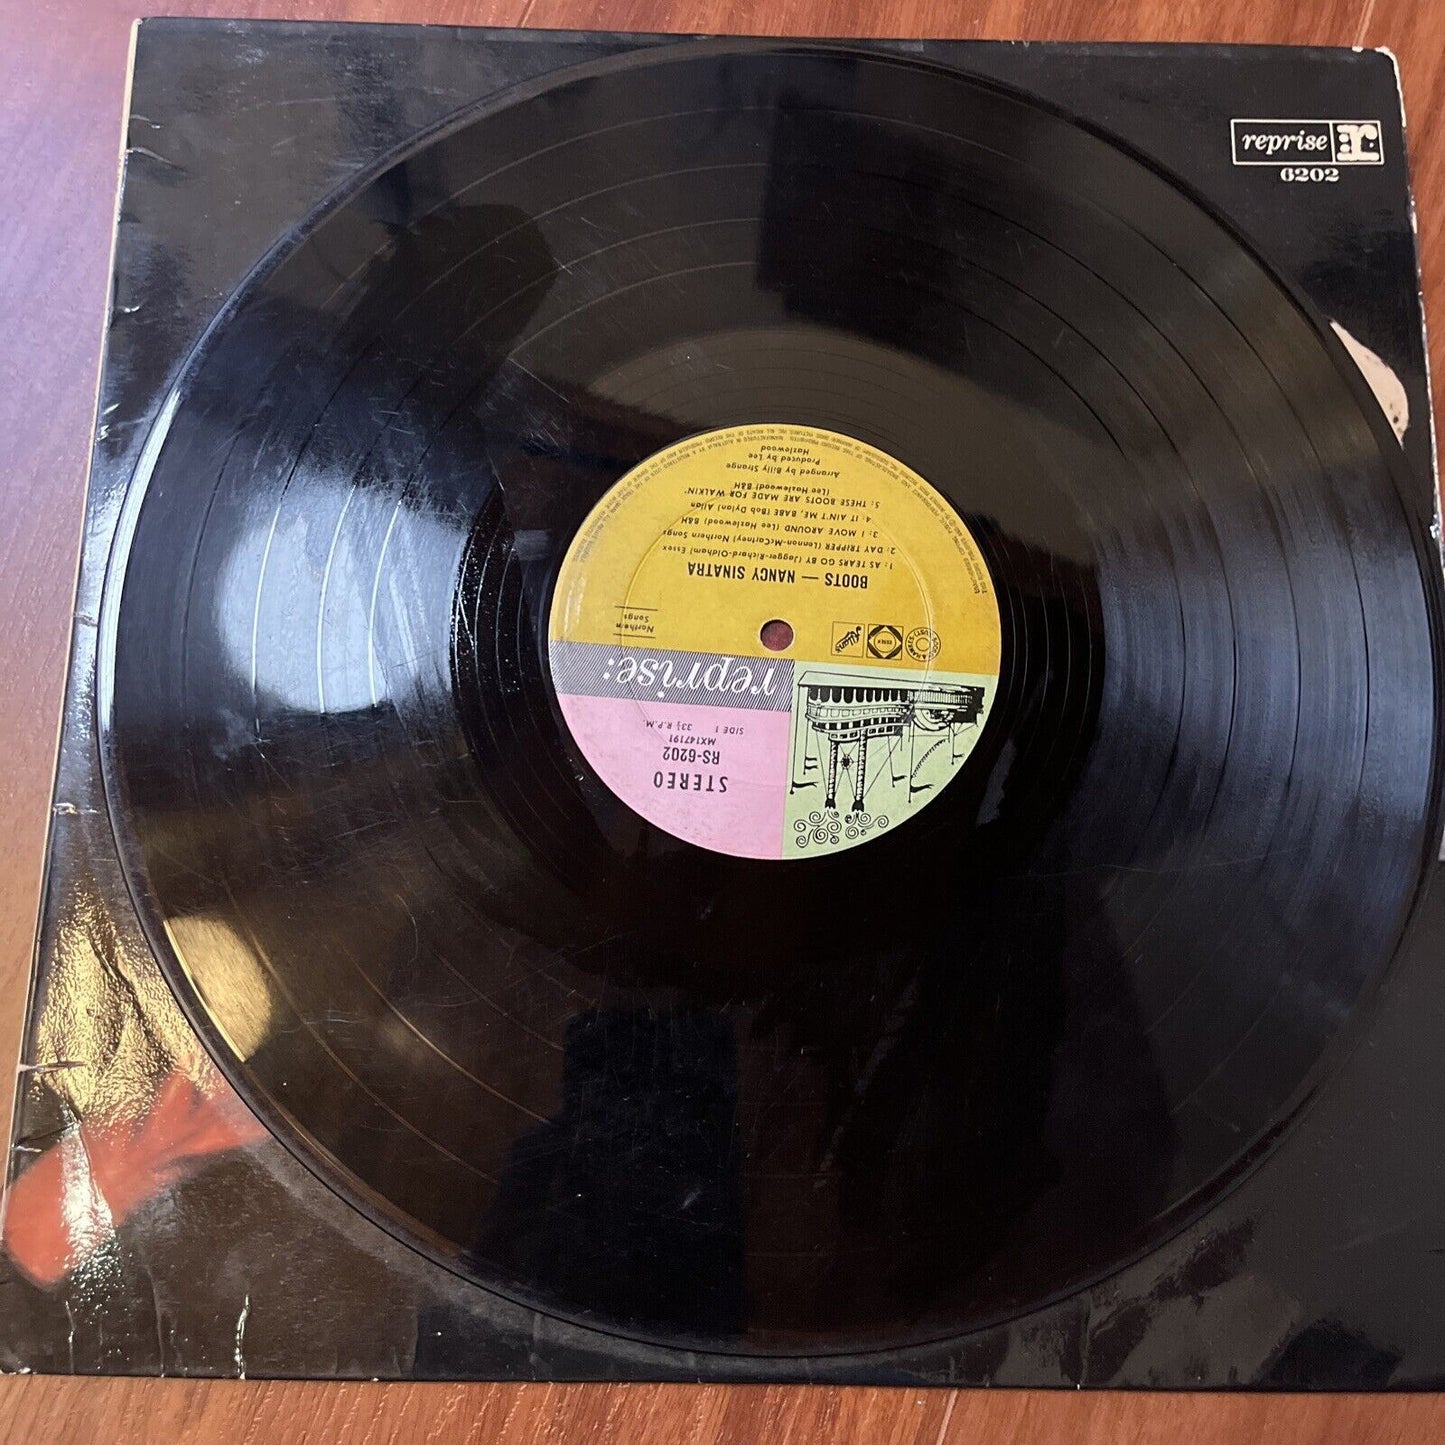 reprise r:
6202
STEREO
RS-6202
MX147191
SIDE 1 33⅓ R.P.M.
reprise:
Northern
Songs
BOOTS — NANCY SINATRA
1: AS TEARS GO BY (Jagger-Richard-Oldham) Essex
2: DAY TRIPPER (Lennon-McCartney) Northern Songs
3: I MOVE AROUND (Lee Hazlewood) B&H
4: IT AIN'T ME, BABE (Bob Dylan) Allan
5: THESE BOOTS ARE MADE FOR WALKIN'
(Lee Hazlewood) B&H
Arranged by Billy Strange
Produced by Lee
Hazlewood